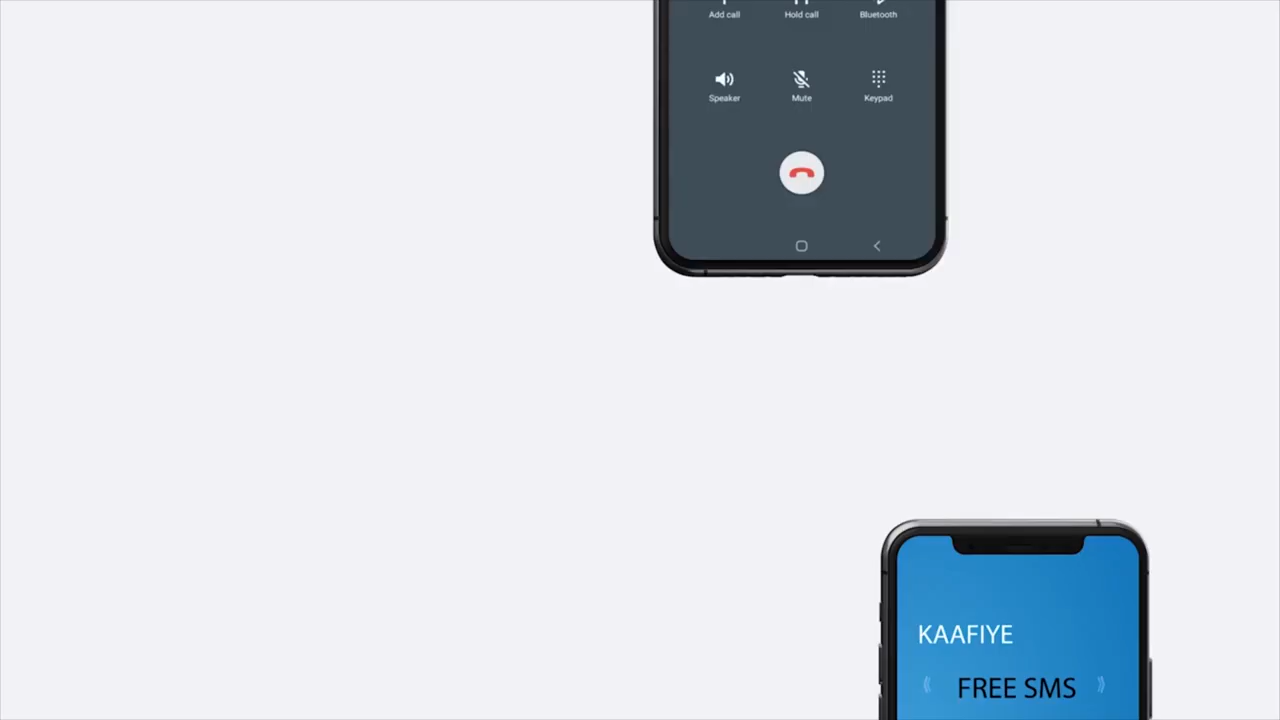 Add call Hold call Bluetooth
Speaker Mute Keypad
KAAFIYE
FREE SMS